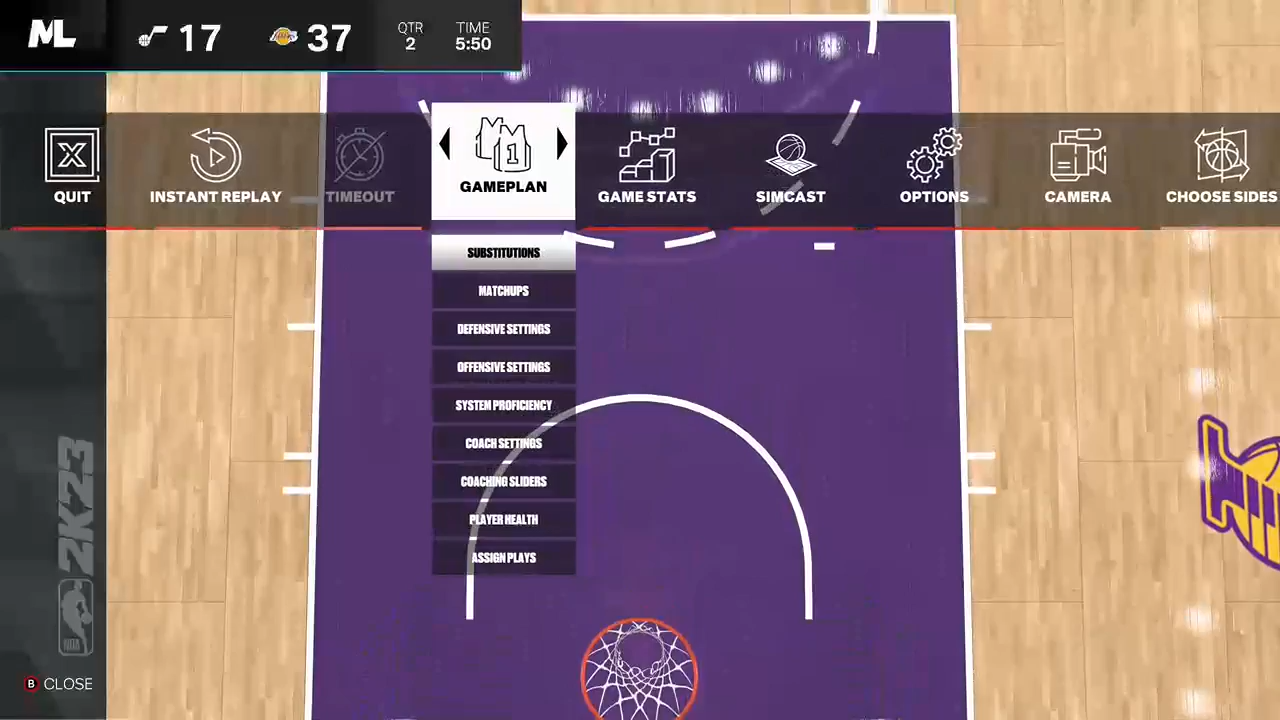 ML 17 37 QTR 2 TIME 5:50
QUIT
INSTANT REPLAY
TIMEOUT
1
GAMEPLAN
GAME STATS
SIMCAST
OPTIONS
CAMERA
CHOOSE SIDES
SUBSTITUTIONS
MATCHUPS
DEFENSIVE SETTINGS
OFFENSIVE SETTINGS
SYSTEM PROFICIENCY
COACH SETTINGS
COACHING SLIDERS
PLAYER HEALTH
ASSIGN PLAYS
NBA 2K23
B CLOSE